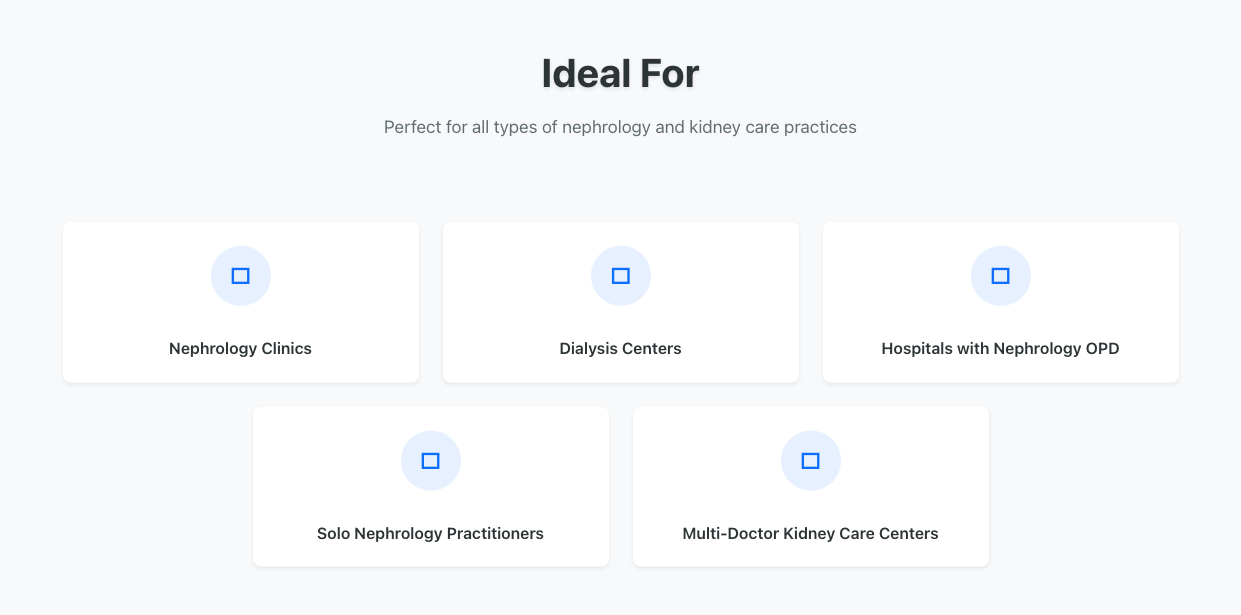 Ideal For
Perfect for all types of nephrology and kidney care practices
Nephrology Clinics
Dialysis Centers
Hospitals with Nephrology OPD
Solo Nephrology Practitioners
Multi-Doctor Kidney Care Centers